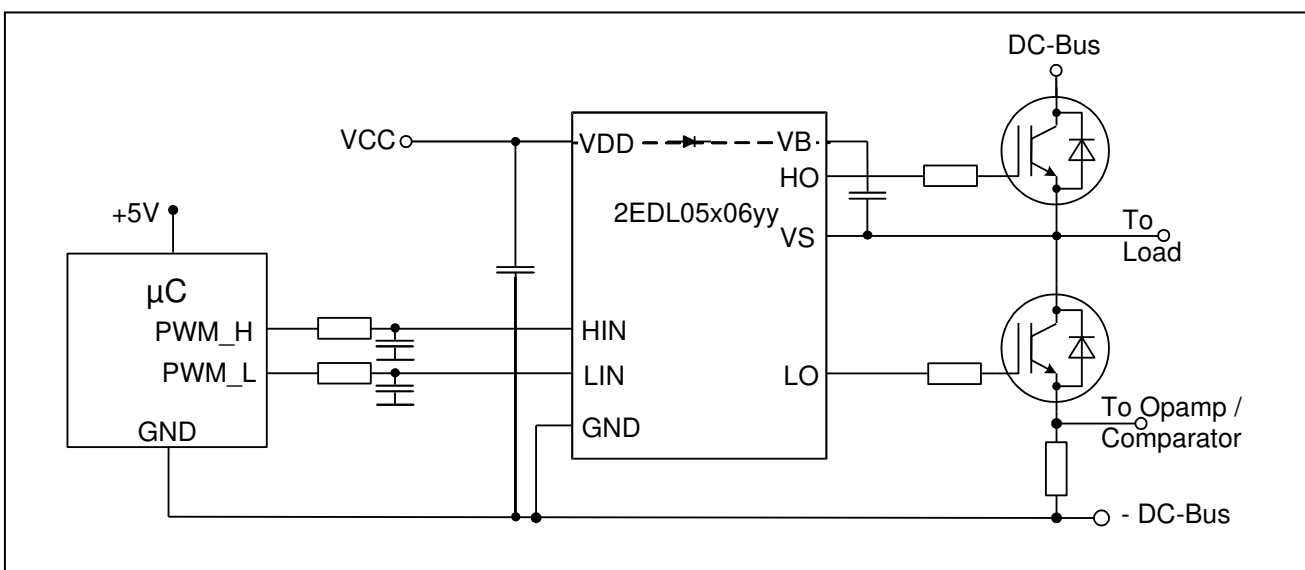 DC-Bus
VCC
VDD
VB
HO
2EDL05x06yy
VS
To
Load
+5V
µC
PWM_H
PWM_L
GND
HIN
LIN
GND
LO
To Opamp /
Comparator
- DC-Bus